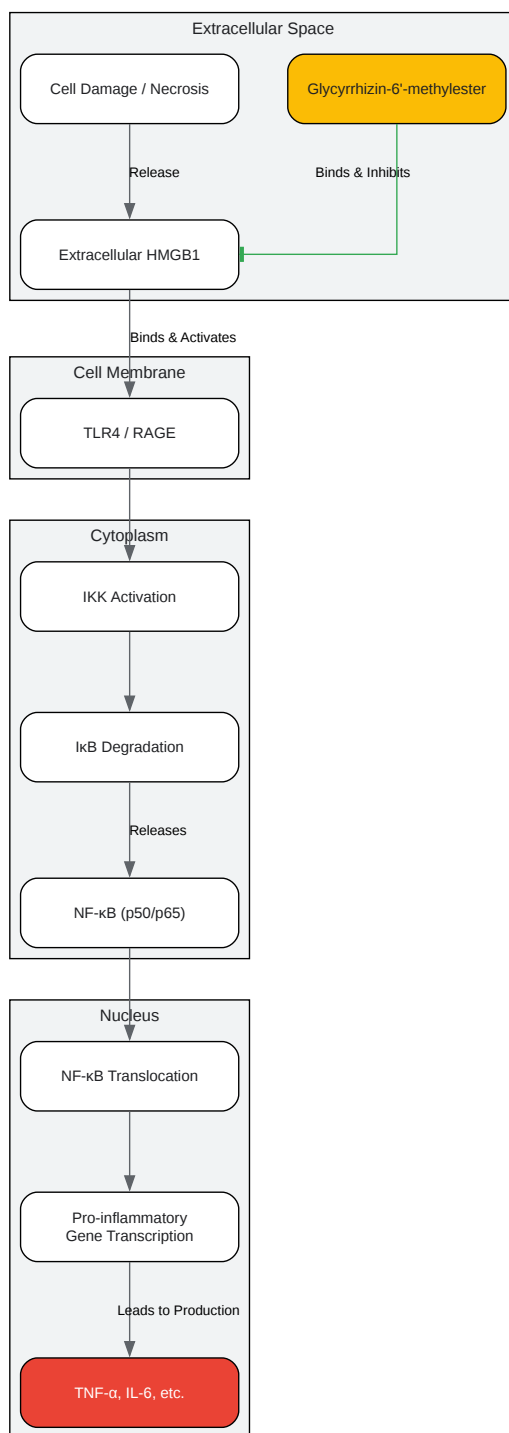 Extracellular Space
Cell Damage / Necrosis
Glycyrrhizin-6'-methylester
Release
Binds & Inhibits
Extracellular HMGB1
Binds & Activates
Cell Membrane
TLR4 / RAGE
Cytoplasm
IKK Activation
IκB Degradation
Releases
NF-κB (p50/p65)
Nucleus
NF-κB Translocation
Pro-inflammatory
Gene Transcription
Leads to Production
TNF-α, IL-6, etc.